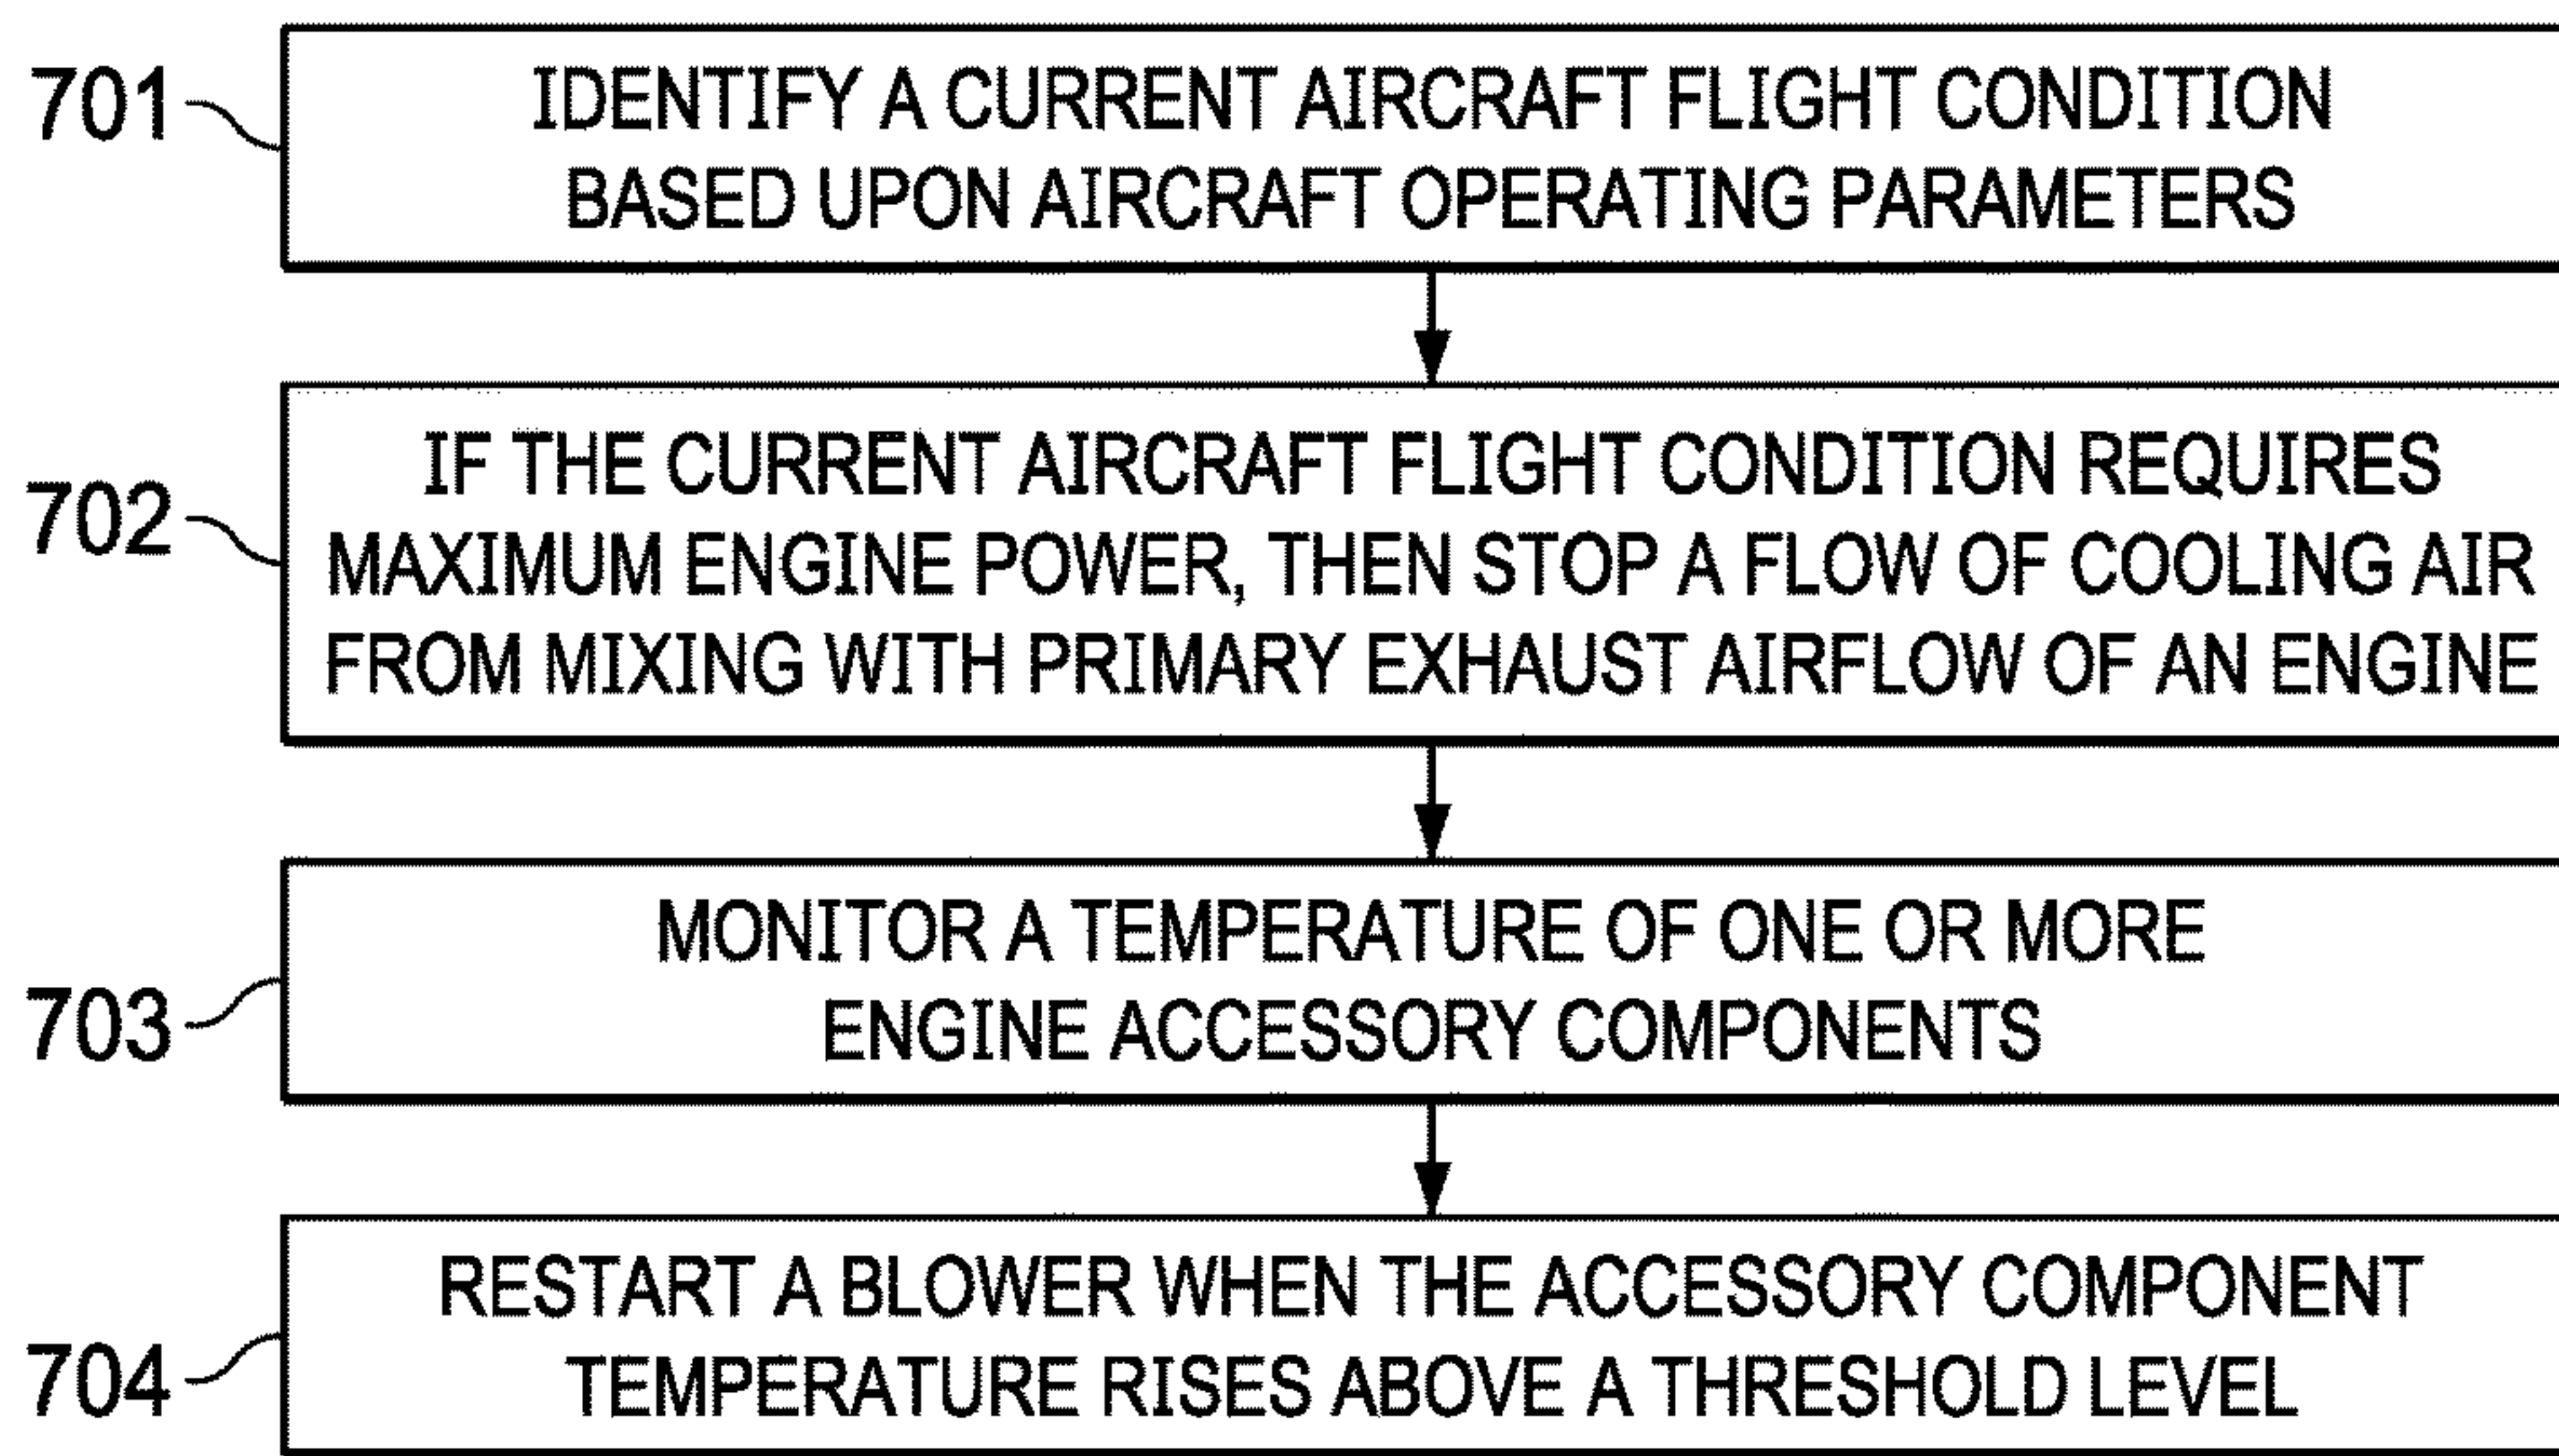 701
IDENTIFY A CURRENT AIRCRAFT FLIGHT CONDITION
BASED UPON AIRCRAFT OPERATING PARAMETERS
702
IF THE CURRENT AIRCRAFT FLIGHT CONDITION REQUIRES
MAXIMUM ENGINE POWER, THEN STOP A FLOW OF COOLING AIR
FROM MIXING WITH PRIMARY EXHAUST AIRFLOW OF AN ENGINE
703
MONITOR A TEMPERATURE OF ONE OR MORE
ENGINE ACCESSORY COMPONENTS
704
RESTART A BLOWER WHEN THE ACCESSORY COMPONENT
TEMPERATURE RISES ABOVE A THRESHOLD LEVEL